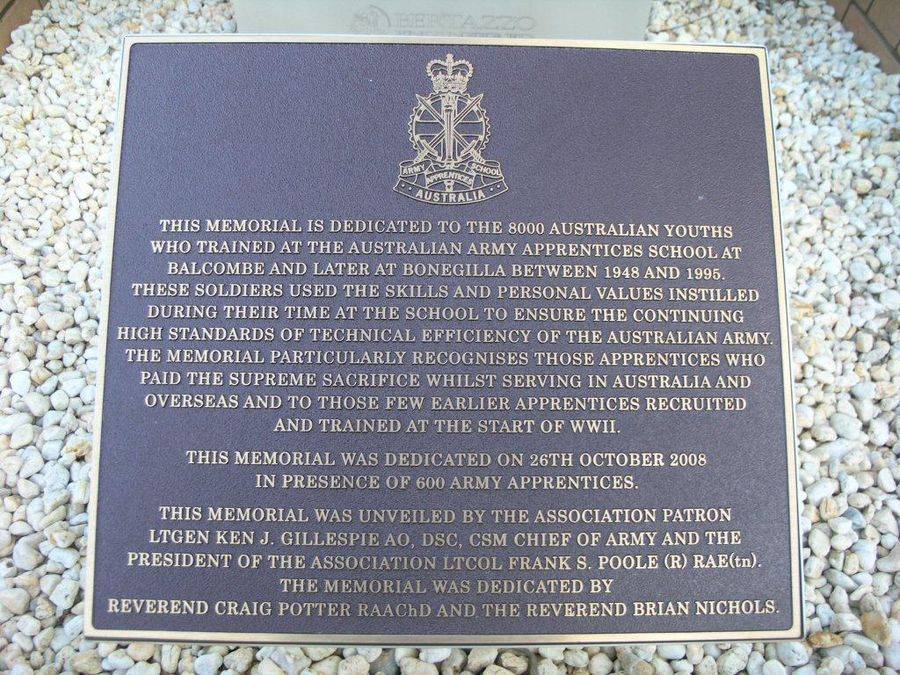 BERTAZZO
ARMY APPRENTICES SCHOOL
AUSTRALIA
THIS MEMORIAL IS DEDICATED TO THE 8000 AUSTRALIAN YOUTHS
WHO TRAINED AT THE AUSTRALIAN ARMY APPRENTICES SCHOOL AT
BALCOMBE AND LATER AT BONEGILLA BETWEEN 1948 AND 1995.
THESE SOLDIERS USED THE SKILLS AND PERSONAL VALUES INSTILLED
DURING THEIR TIME AT THE SCHOOL TO ENSURE THE CONTINUING
HIGH STANDARDS OF TECHNICAL EFFICIENCY OF THE AUSTRALIAN ARMY.
THE MEMORIAL PARTICULARLY RECOGNISES THOSE APPRENTICES WHO
PAID THE SUPREME SACRIFICE WHILST SERVING IN AUSTRALIA AND
OVERSEAS AND TO THOSE FEW EARLIER APPRENTICES RECRUITED
AND TRAINED AT THE START OF WWII.
THIS MEMORIAL WAS DEDICATED ON 26TH OCTOBER 2008
IN PRESENCE OF 600 ARMY APPRENTICES.
THIS MEMORIAL WAS UNVEILED BY THE ASSOCIATION PATRON
LTGEN KEN J. GILLESPIE AO, DSC, CSM CHIEF OF ARMY AND THE
PRESIDENT OF THE ASSOCIATION LTCOL FRANK S. POOLE (R) RAE(tn).
THE MEMORIAL WAS DEDICATED BY
REVEREND CRAIG POTTER RAAChD AND THE REVEREND BRIAN NICHOLS.